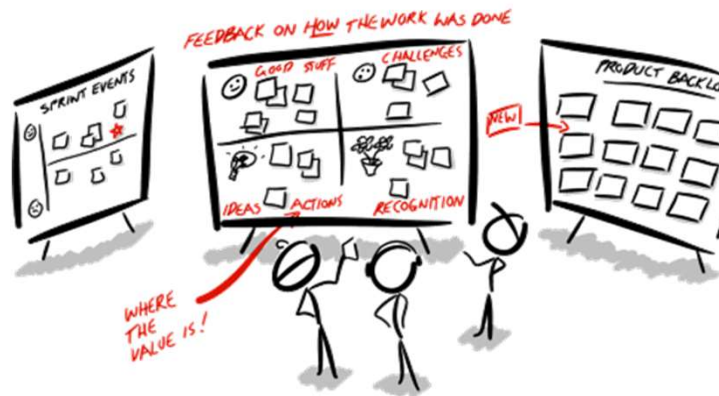 FEEDBACK ON HOW THE WORK WAS DONE
SPRINT EVENTS
GOOD STUFF
CHALLENGES
IDEAS → ACTIONS
RECOGNITION
NEW
PRODUCT BACKLO
WHERE
THE
VALUE IS!